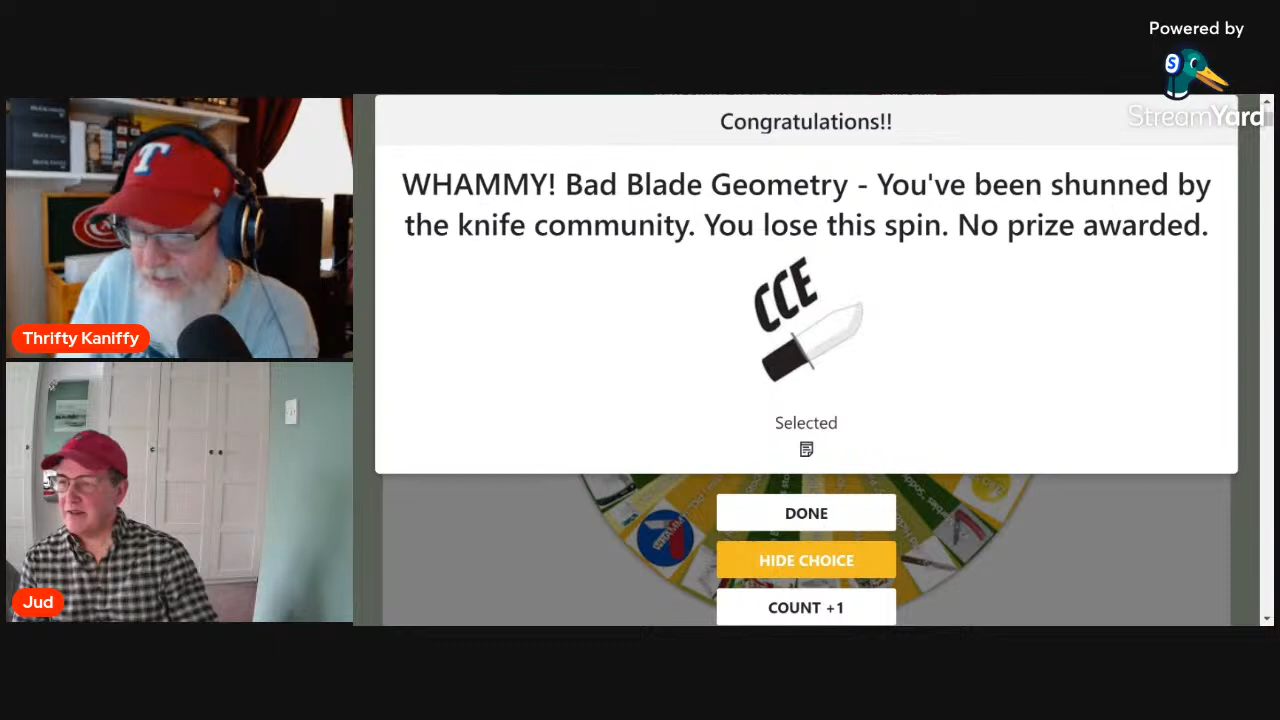 Powered by
S
StreamYard
Congratulations!!
WHAMMY! Bad Blade Geometry - You've been shunned by
the knife community. You lose this spin. No prize awarded.
CCE
Selected
T
Thrifty Kaniffy
Jud
WHAMMY
DONE
HIDE CHOICE
COUNT +1